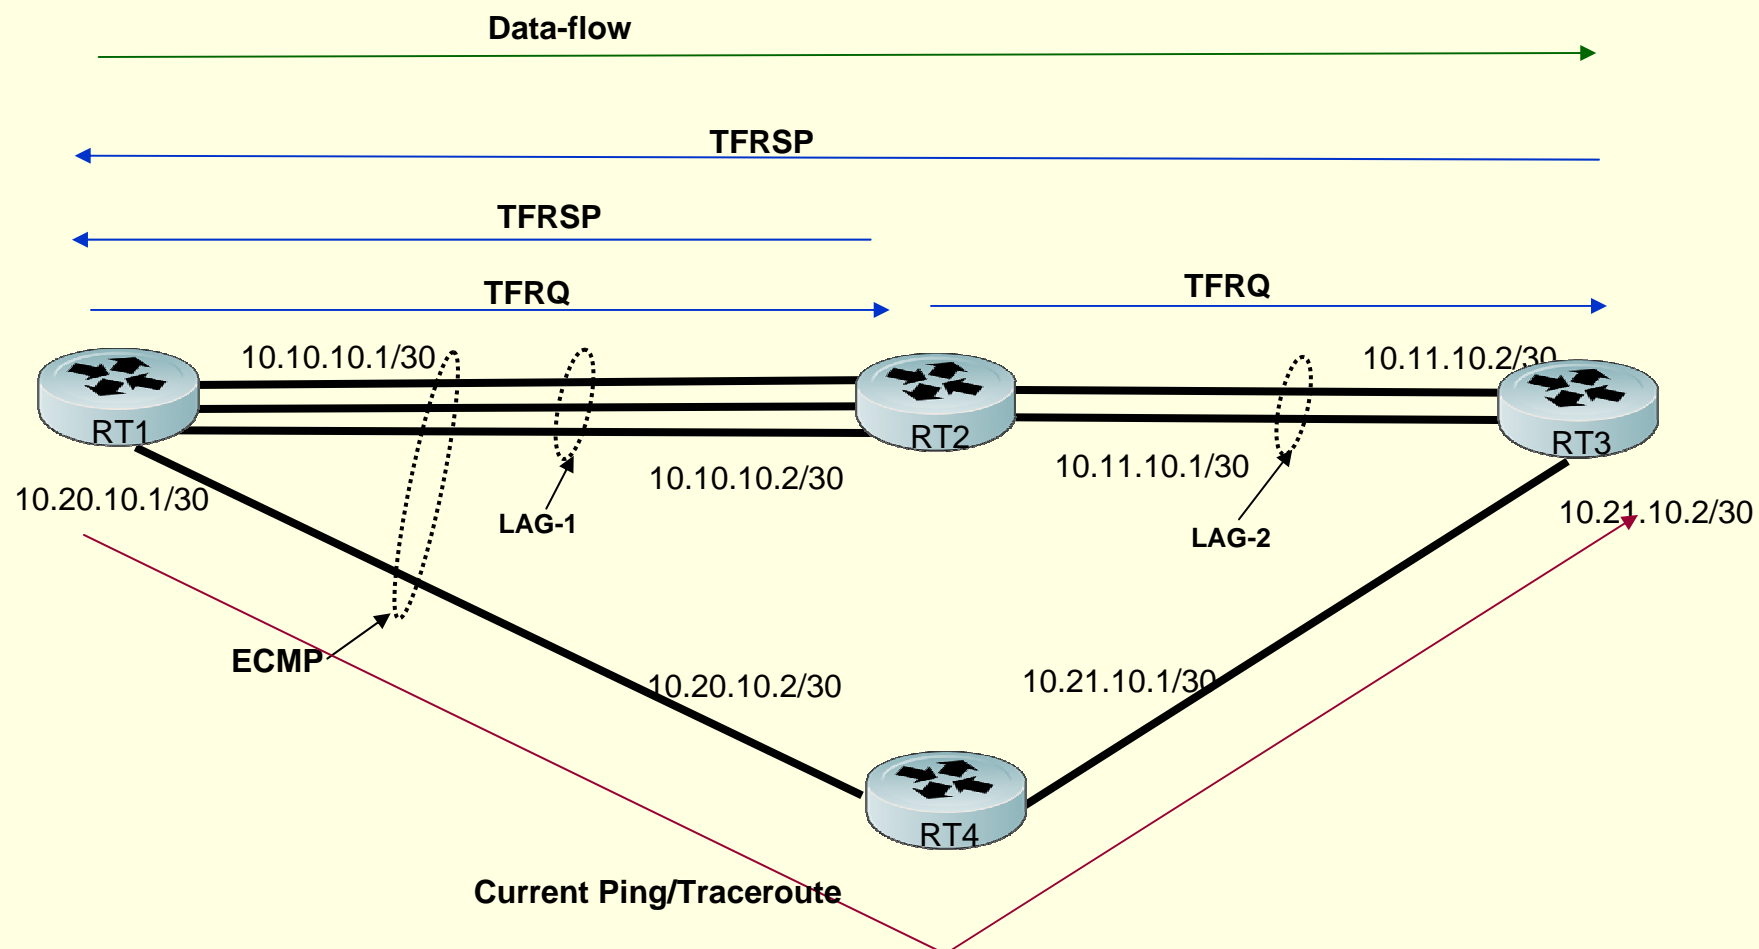 Data-flow
TFRSP
TFRSP
TFRQ
TFRQ
10.10.10.1/30
10.11.10.2/30
RT1
RT2
RT3
10.10.10.2/30
10.11.10.1/30
10.20.10.1/30
10.21.10.2/30
LAG-1
LAG-2
ECMP
10.20.10.2/30
10.21.10.1/30
RT4
Current Ping/Traceroute